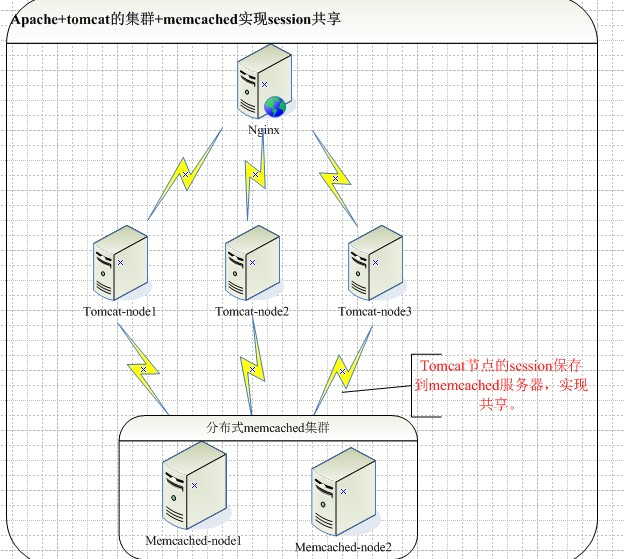 Apache+tomcat的集群+memcached实现session共享
Nginx
Tomcat-node1
Tomcat-node2
Tomcat-node3
Tomcat节点的session保存
到memcached服务器，实现
共享。
分布式memcached集群
Memcached-node1
Memcached-node2